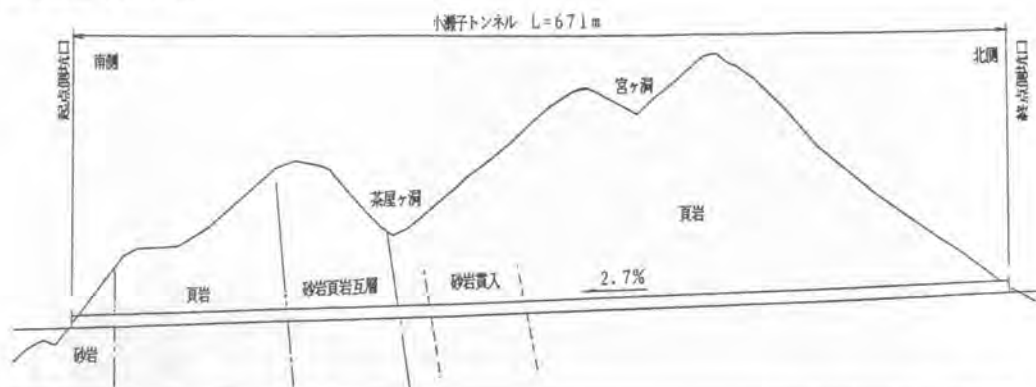 小瀬子トンネル L=671m
起点側坑口
南側
北側
終点側坑口
宮ヶ洞
茶屋ヶ洞
頁岩
頁岩
砂岩頁岩互層
砂岩貫入
2.7%
砂岩